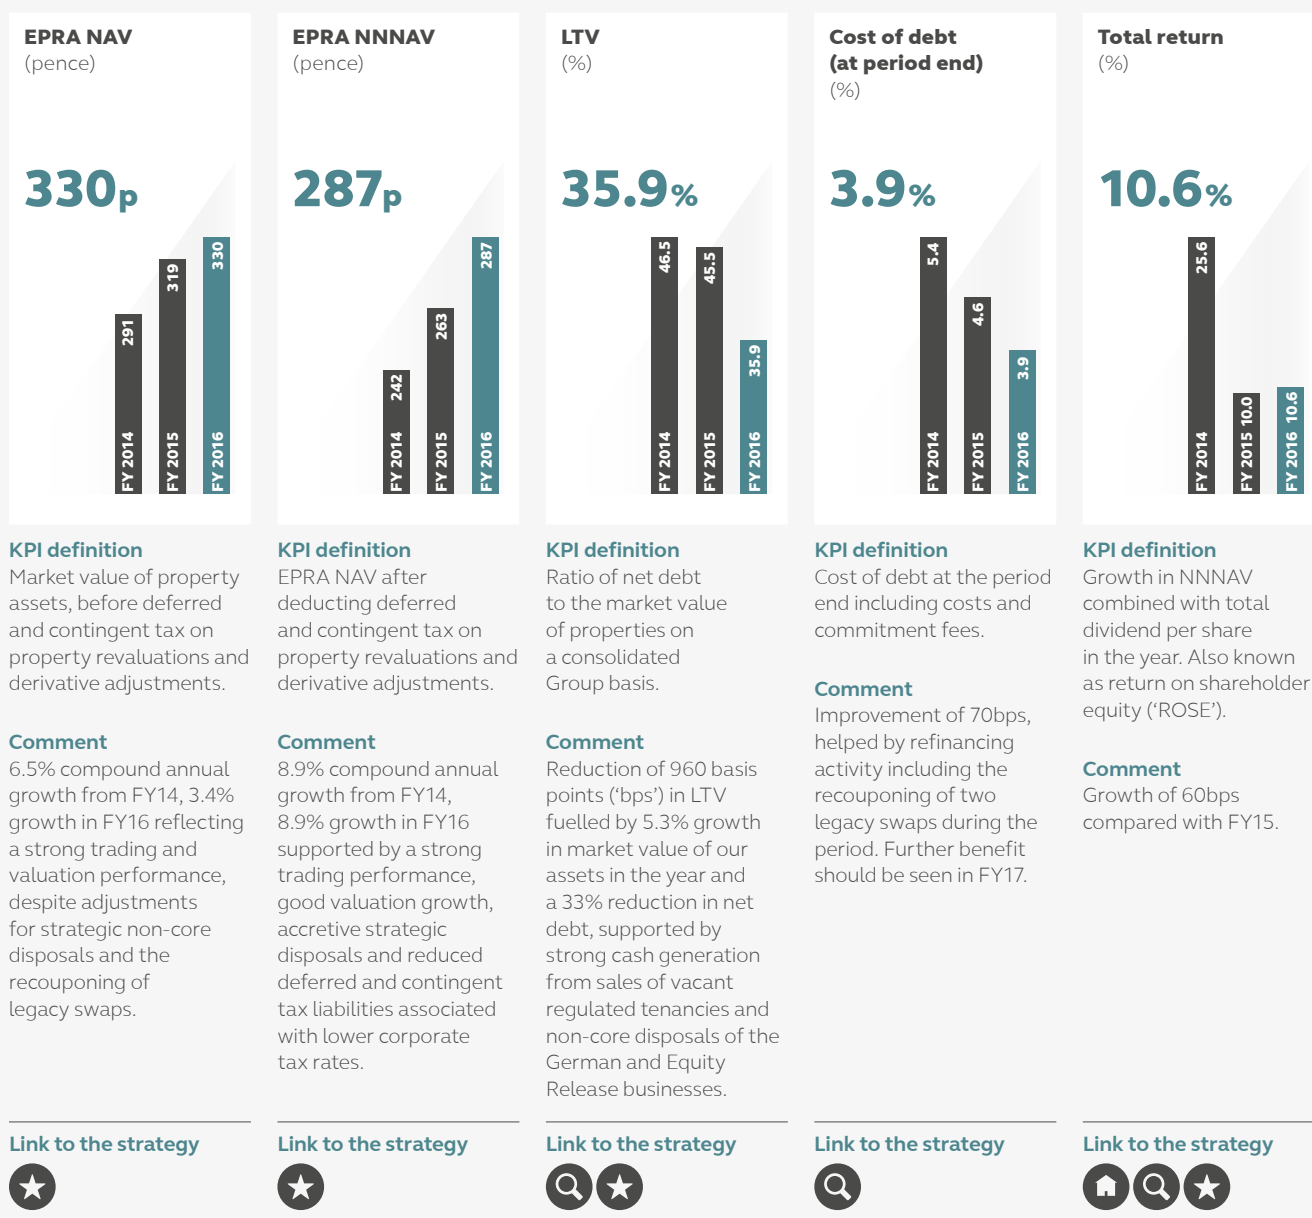 EPRA NAV
(pence)
330p
291
FY 2014
319
FY 2015
330
FY 2016
KPI definition
Market value of property
assets, before deferred
and contingent tax on
property revaluations and
derivative adjustments.
Comment
6.5% compound annual
growth from FY14, 3.4%
growth in FY16 reflecting
a strong trading and
valuation performance,
despite adjustments
for strategic non-core
disposals and the
recouponing of
legacy swaps.
Link to the strategy
EPRA NNNAV
(pence)
287p
242
FY 2014
263
FY 2015
287
FY 2016
KPI definition
EPRA NAV after
deducting deferred
and contingent tax on
property revaluations and
derivative adjustments.
Comment
8.9% compound annual
growth from FY14,
8.9% growth in FY16
supported by a strong
trading performance,
good valuation growth,
accretive strategic
disposals and reduced
deferred and contingent
tax liabilities associated
with lower corporate
tax rates.
Link to the strategy
LTV
(%)
35.9%
46.5
FY 2014
45.5
FY 2015
35.9
FY 2016
KPI definition
Ratio of net debt
to the market value
of properties on
a consolidated
Group basis.
Comment
Reduction of 960 basis
points (‘bps’) in LTV
fuelled by 5.3% growth
in market value of our
assets in the year and
a 33% reduction in net
debt, supported by
strong cash generation
from sales of vacant
regulated tenancies and
non-core disposals of the
German and Equity
Release businesses.
Link to the strategy
Cost of debt
(at period end)
(%)
3.9%
5.4
FY 2014
4.6
FY 2015
3.9
FY 2016
KPI definition
Cost of debt at the period
end including costs and
commitment fees.
Comment
Improvement of 70bps,
helped by refinancing
activity including the
recouponing of two
legacy swaps during the
period. Further benefit
should be seen in FY17.
Link to the strategy
Total return
(%)
10.6%
25.6
FY 2014
FY 2015 10.0
FY 2016 10.6
KPI definition
Growth in NNNAV
combined with total
dividend per share
in the year. Also known
as return on shareholder
equity (‘ROSE’).
Comment
Growth of 60bps
compared with FY15.
Link to the strategy